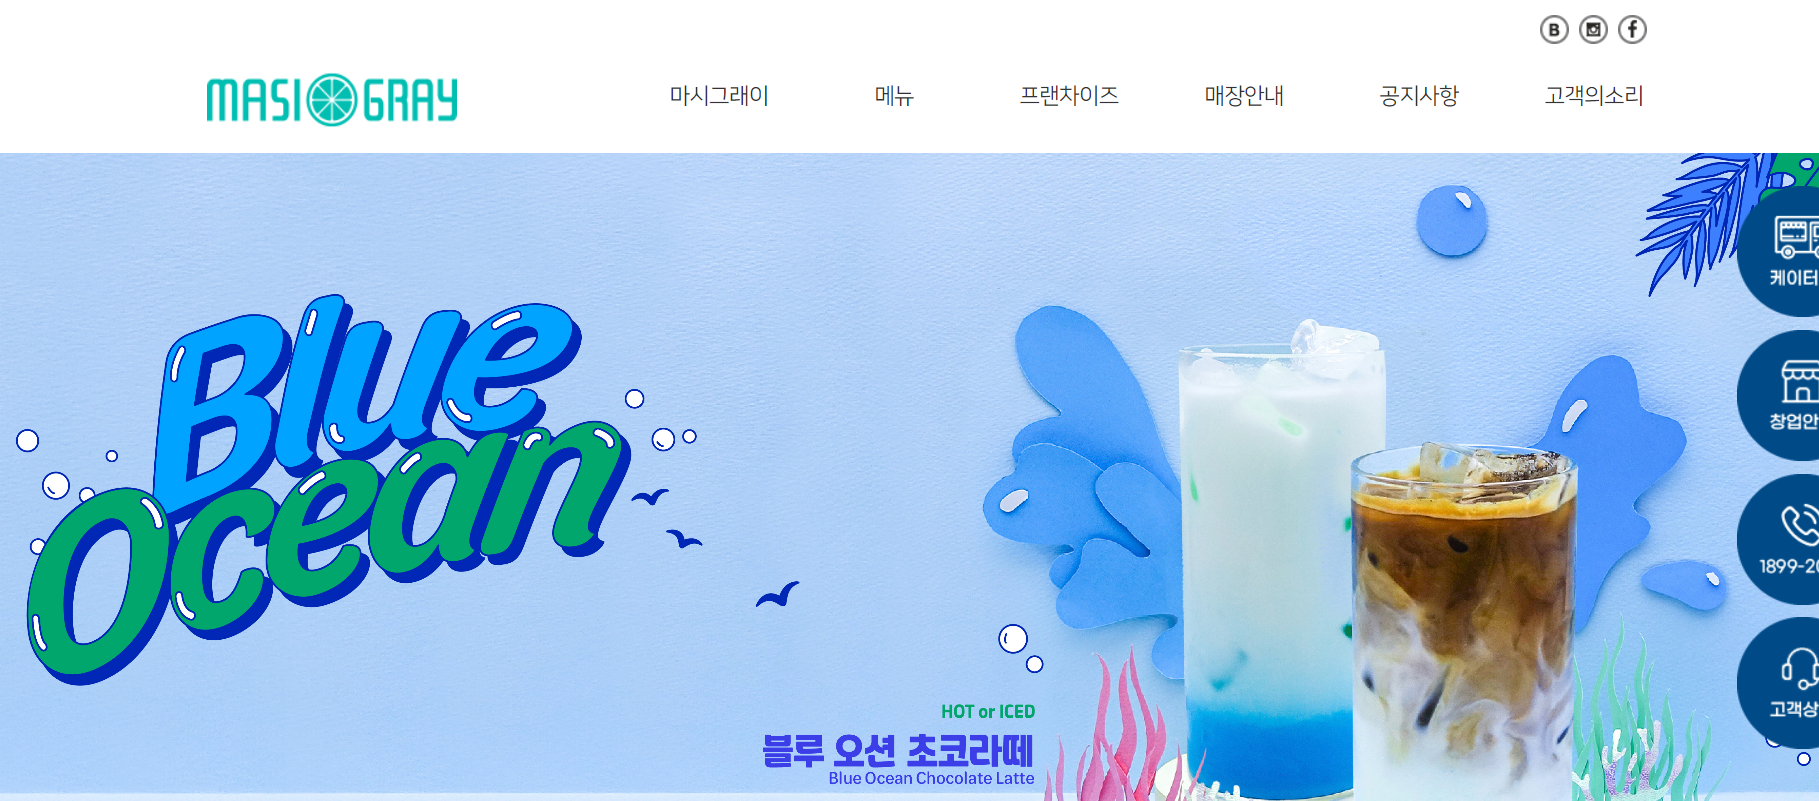 MASI GRAY
마시그레이 메뉴 프랜차이즈 매장안내 공지사항 고객의소리
Blue
Ocean
HOT or ICED
블루 오션 초코라떼
Blue Ocean Chocolate Latte
케이터
창업안
1899-20
고객상